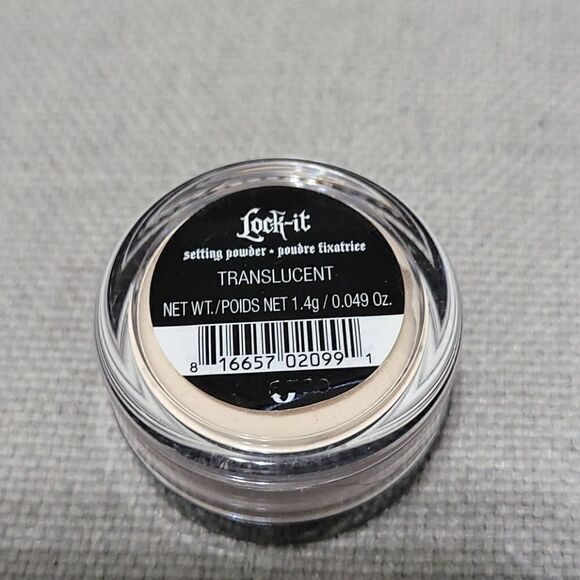 Lock-it
setting powder • poudre fixatrice
TRANSLUCENT
NET WT./POIDS NET 1.4g / 0.049 Oz.
8 16657 02099 1